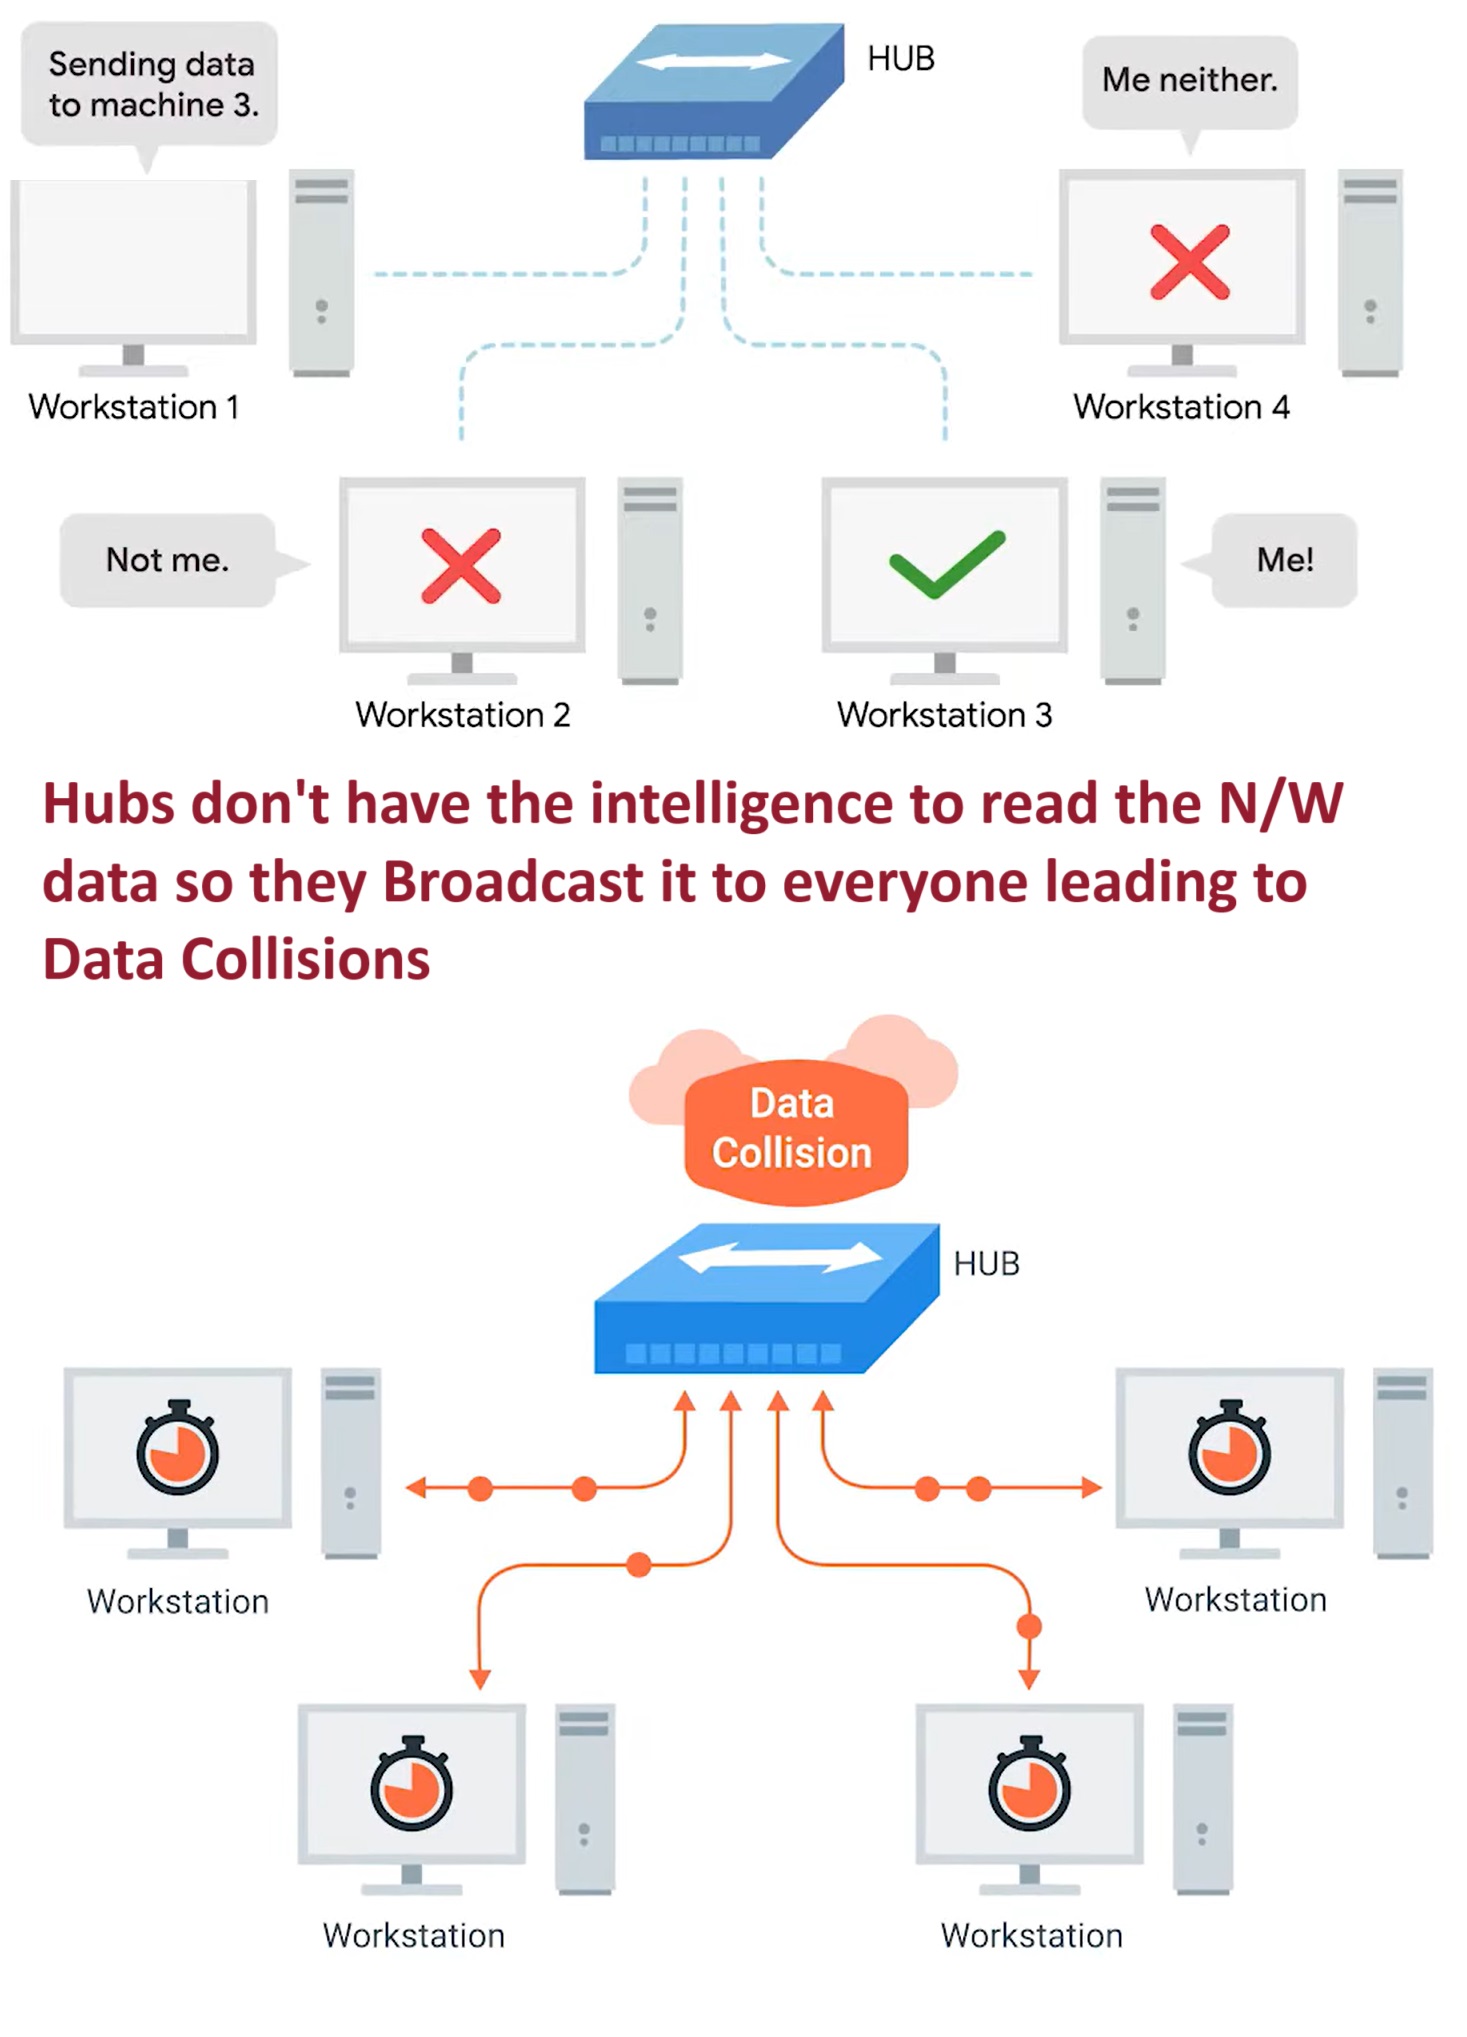 Sending data
to machine 3.
HUB
Me neither.
Workstation 1
Workstation 4
Not me.
Me!
Workstation 2
Workstation 3
Hubs don't have the intelligence to read the N/W
data so they Broadcast it to everyone leading to
Data Collisions
Data
Collision
HUB
Workstation
Workstation
Workstation
Workstation